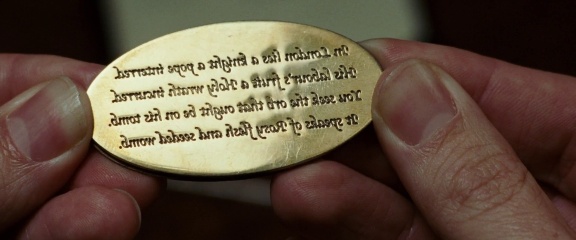 In London lies a knight a pope interred.
His labour's fruit a Holy wrath incurred.
You seek the orb that ought be on his tomb.
It speaks of Rosy flesh and seeded womb.